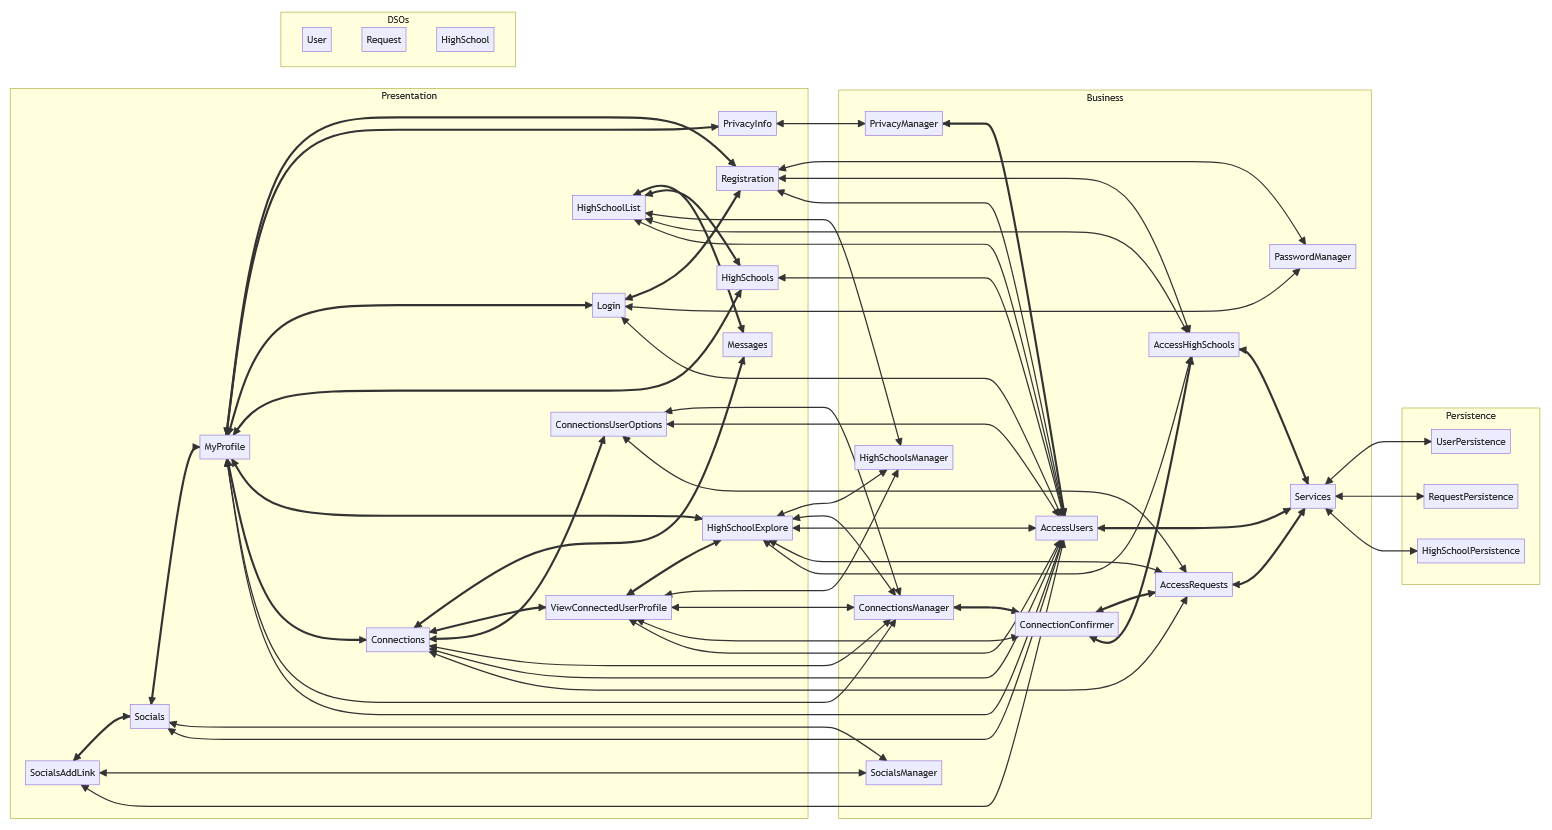 DSOs
User
Request
HighSchool
Presentation
PrivacyInfo
Registration
HighSchoolList
HighSchools
Login
Messages
ConnectionsUserOptions
MyProfile
HighSchoolExplore
ViewConnectedUserProfile
Connections
Socials
SocialsAddLink
Business
PrivacyManager
PasswordManager
AccessHighSchools
HighSchoolsManager
Services
AccessUsers
AccessRequests
ConnectionsManager
ConnectionConfirmer
SocialsManager
Persistence
UserPersistence
RequestPersistence
HighSchoolPersistence